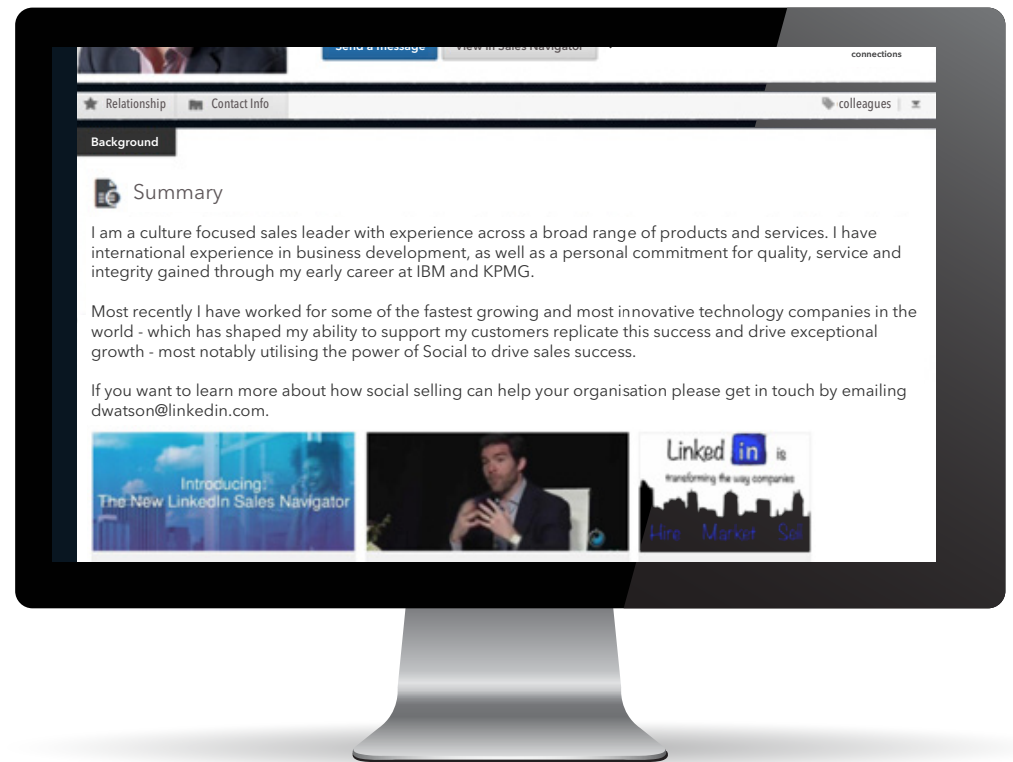 Send a message View in Sales Navigator
connections
Relationship Contact Info colleagues
Background
Summary
I am a culture focused sales leader with experience across a broad range of products and services. I have
international experience in business development, as well as a personal commitment for quality, service and
integrity gained through my early career at IBM and KPMG.
Most recently I have worked for some of the fastest growing and most innovative technology companies in the
world - which has shaped my ability to support my customers replicate this success and drive exceptional
growth - most notably utilising the power of Social to drive sales success.
If you want to learn more about how social selling can help your organisation please get in touch by emailing
dwatson@linkedin.com.
Introducing:
The New LinkedIn Sales Navigator
Linked in is
transforming the way companies
Hire Market Sell